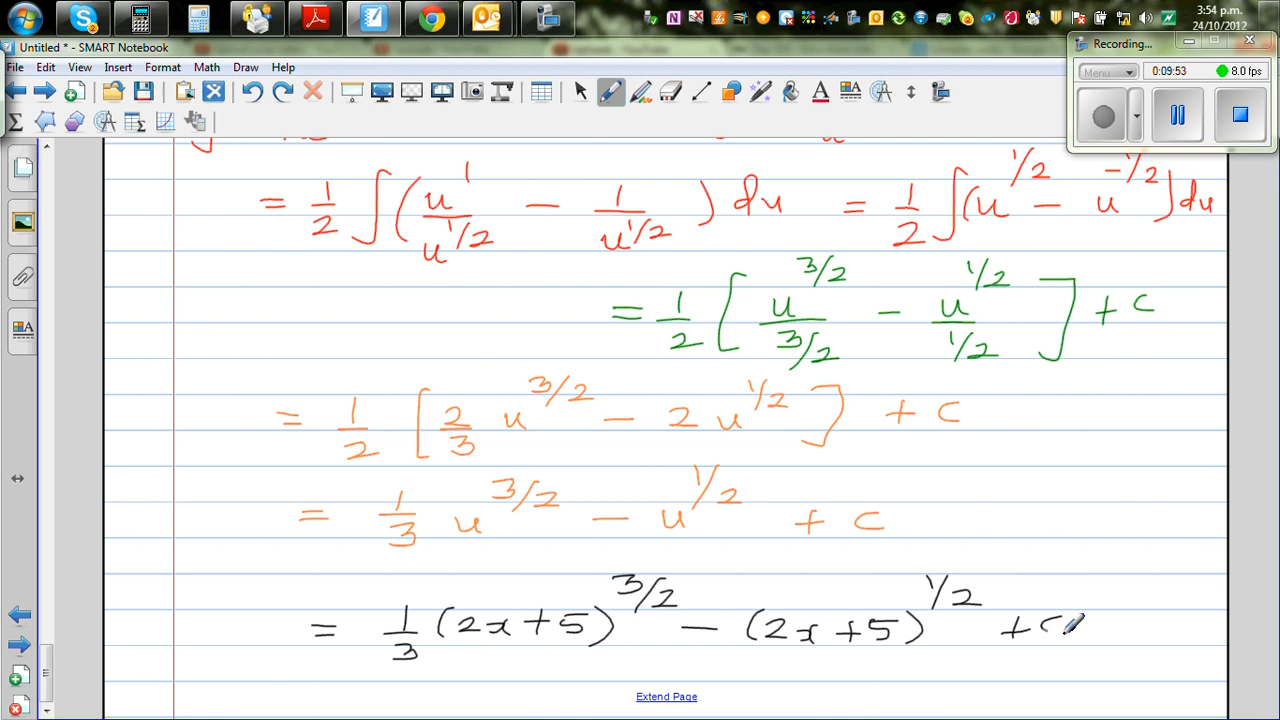 3:54 p.m.
24/10/2012
Untitled * - SMART Notebook
Recording...
File Edit View Insert Format Math Draw Help
Menu 00:09:53 8.0 fps
= 1/2 ∫ (u^1/u^1/2 - 1/u^1/2) du = 1/2 ∫ (u^1/2 - u^-1/2) du
= 1/2 [u^3/2/3/2 - u^1/2/1/2] + c
= 1/2 [2/3 u^3/2 - 2 u^1/2] + c
= 1/3 u^3/2 - u^1/2 + c
= 1/3 (2x+5)^3/2 - (2x+5)^1/2 + c
Extend Page